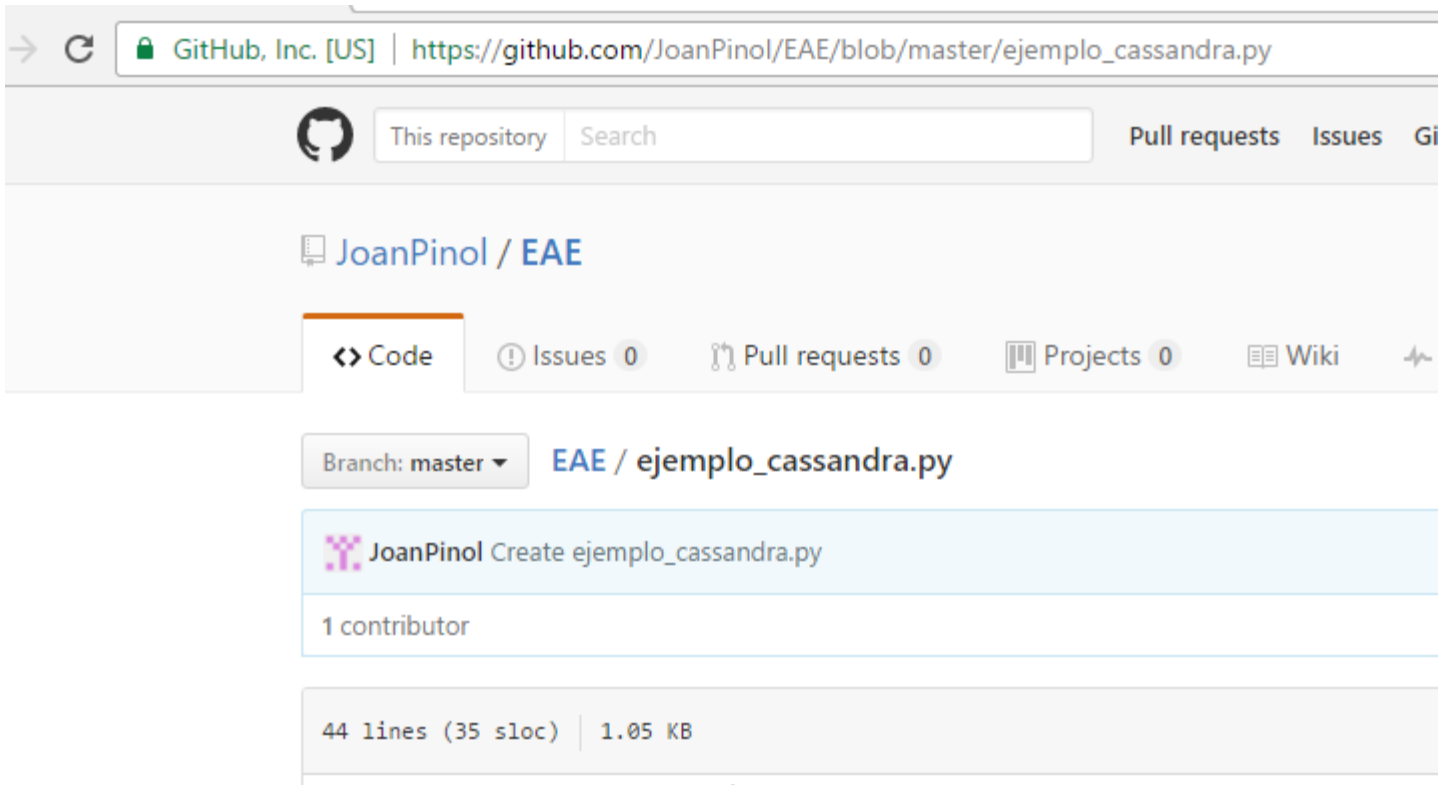 GitHub, Inc. [US] | https://github.com/JoanPinol/EAE/blob/master/ejemplo_cassandra.py
This repository Search Pull requests Issues Gi
JoanPinol / EAE
<> Code Issues 0 Pull requests 0 Projects 0 Wiki
Branch: master EAE / ejemplo_cassandra.py
JoanPinol Create ejemplo_cassandra.py
1 contributor
44 lines (35 sloc) | 1.05 KB